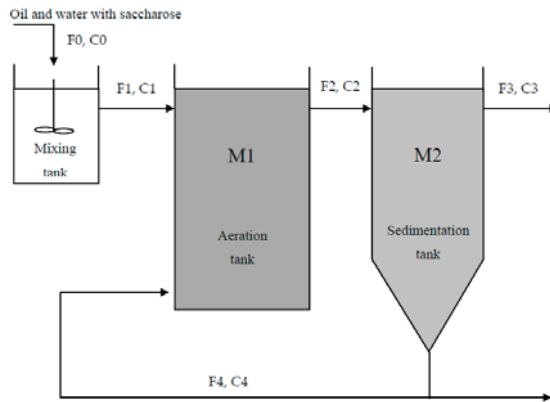 Oil and water with saccharose
F0, C0
F1, C1
F2, C2
F3, C3
Mixing
tank
M1
M2
Aeration
tank
Sedimentation
tank
F4, C4